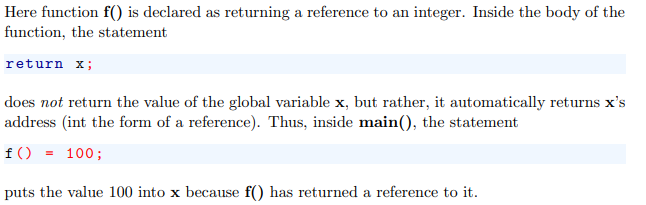 Here function f() is declared as returning a reference to an integer. Inside the body of the
function, the statement
return x;
does not return the value of the global variable x, but rather, it automatically returns x's
address (int the form of a reference). Thus, inside main(), the statement
f() = 100;
puts the value 100 into x because f() has returned a reference to it.